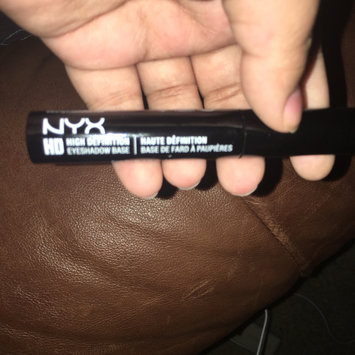 NYX
HD HIGH DEFINITION | HAUTE DÉFINITION
EYESHADOW BASE | BASE DE FARD À PAUPIÈRES